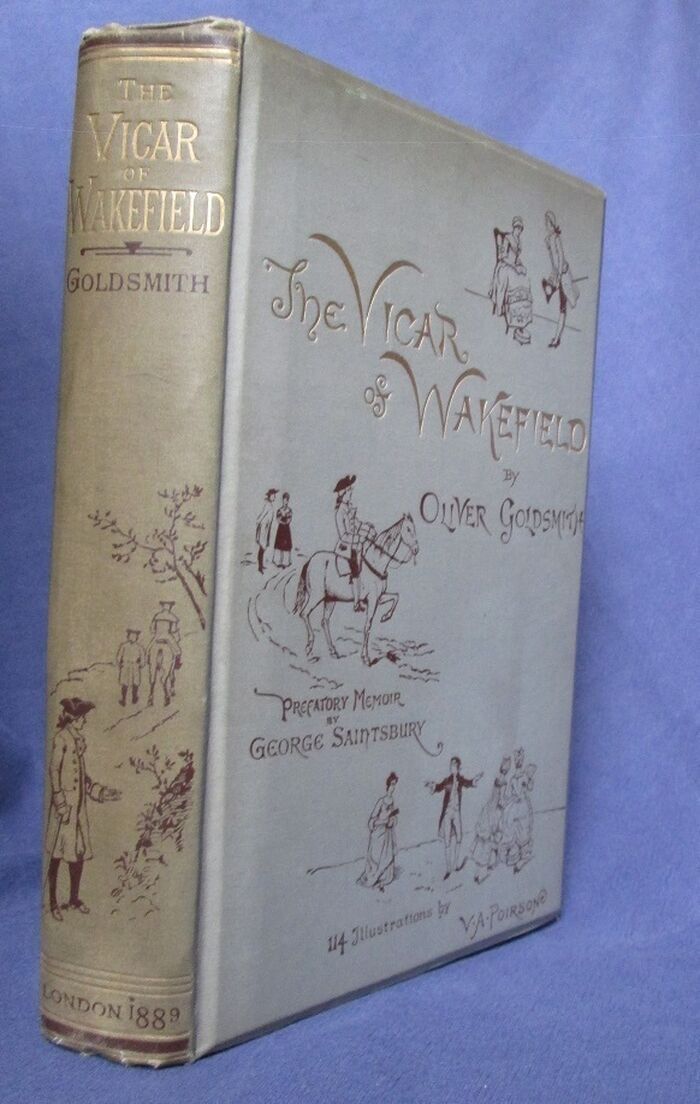 THE
VICAR
OF
WAKEFIELD
GOLDSMITH
LONDON 1889
The VICAR
of WAKEFIELD
BY
OLIVER GOLDSMITH
PREFATORY MEMOIR
BY
GEORGE SAINTSBURY
114 Illustrations by V.A. POIRSON